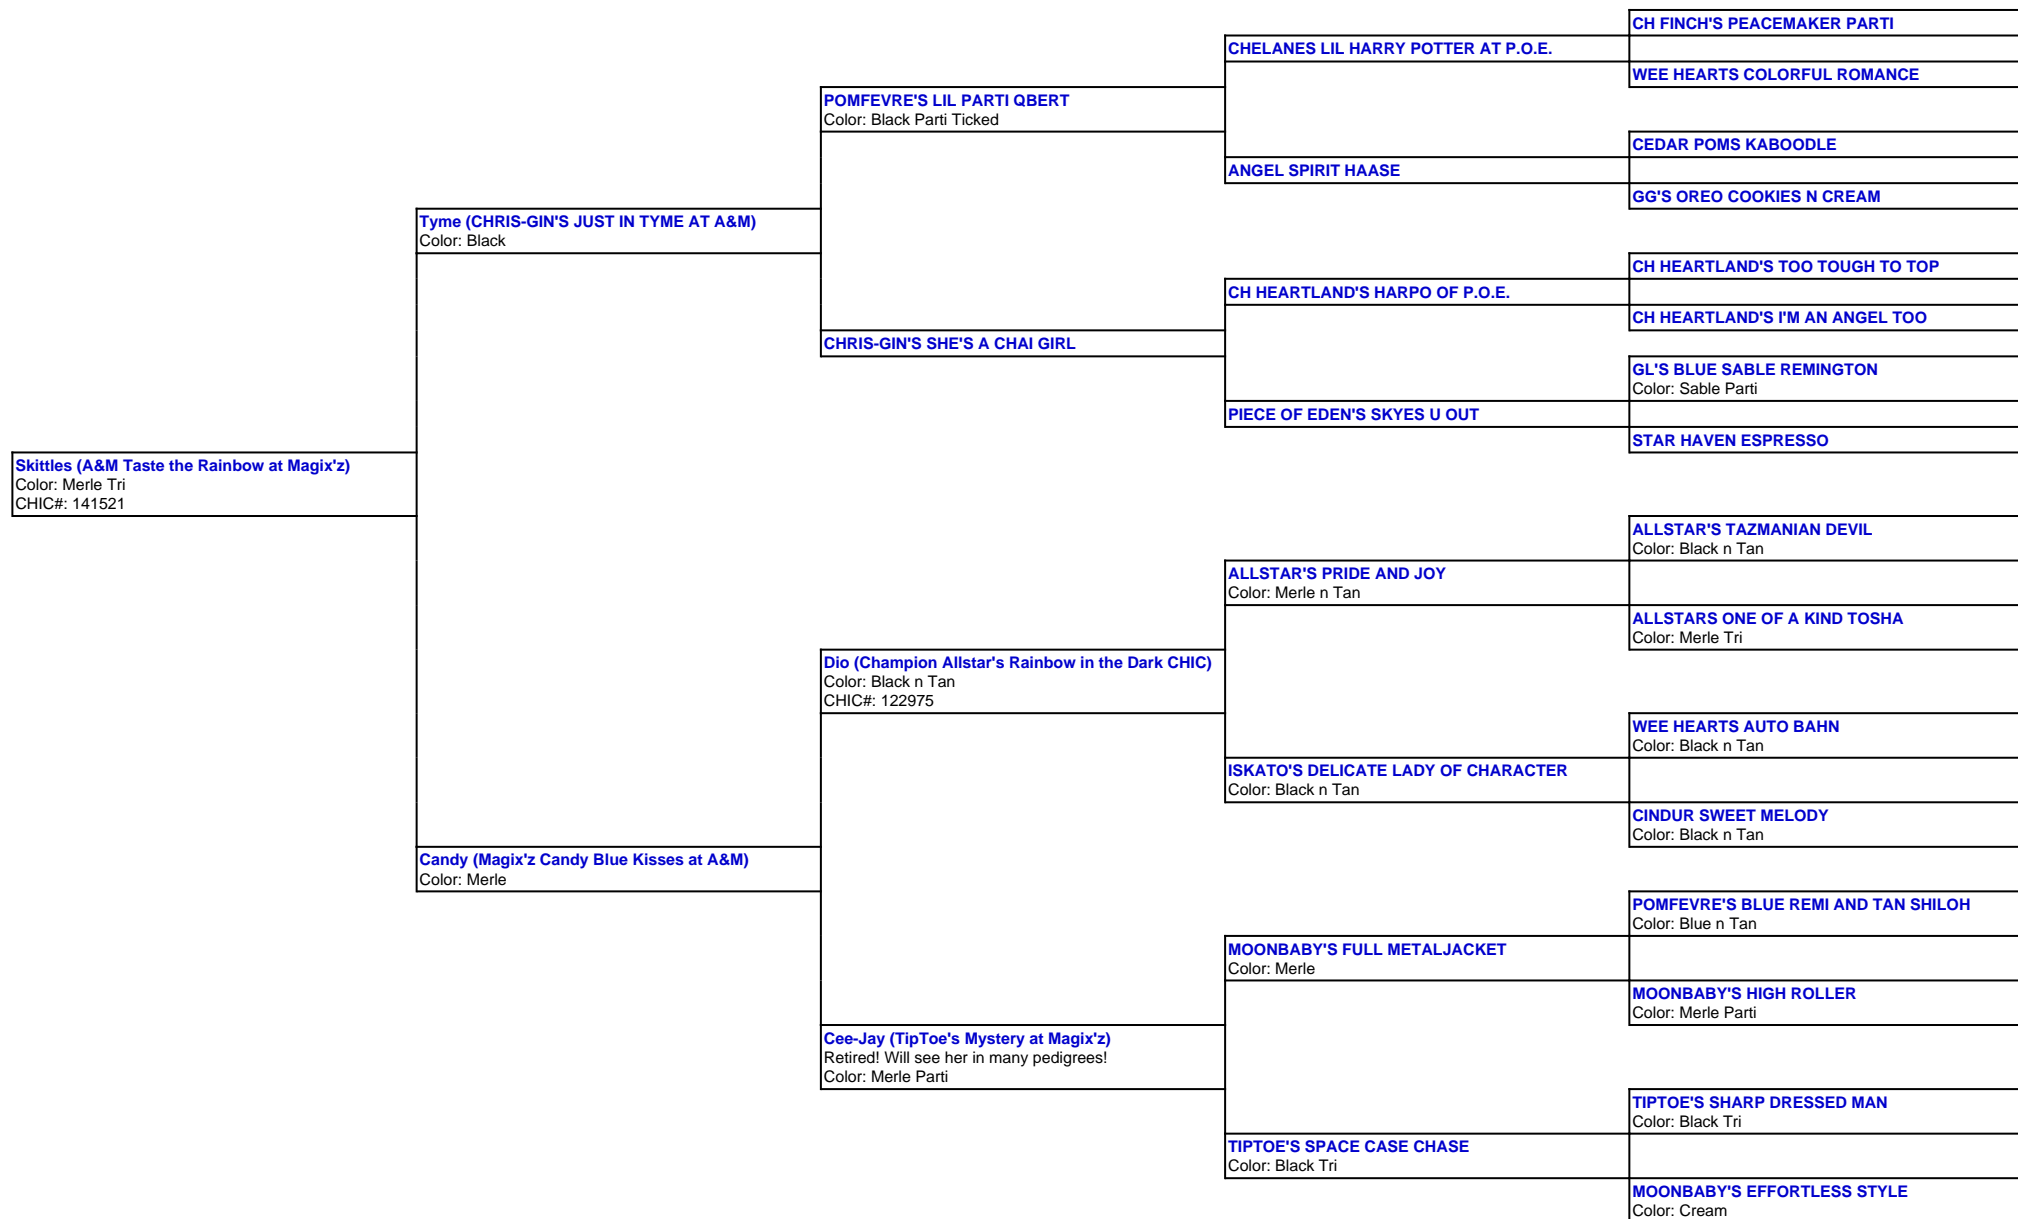 CH FINCH'S PEACEMAKER PARTI
CHELANES LIL HARRY POTTER AT P.O.E.
WEE HEARTS COLORFUL ROMANCE
POMFEVRE'S LIL PARTI QBERT
Color: Black Parti Ticked
CEDAR POMS KABOODLE
ANGEL SPIRIT HAASE
GG'S OREO COOKIES N CREAM
Tyme (CHRIS-GIN'S JUST IN TYME AT A&M)
Color: Black
CH HEARTLAND'S TOO TOUGH TO TOP
CH HEARTLAND'S HARPO OF P.O.E.
CH HEARTLAND'S I'M AN ANGEL TOO
CHRIS-GIN'S SHE'S A CHAI GIRL
GL'S BLUE SABLE REMINGTON
Color: Sable Parti
PIECE OF EDEN'S SKYES U OUT
STAR HAVEN ESPRESSO
Skittles (A&M Taste the Rainbow at Magix'z)
Color: Merle Tri
CHIC#: 141521
ALLSTAR'S TAZMANIAN DEVIL
Color: Black n Tan
ALLSTAR'S PRIDE AND JOY
Color: Merle n Tan
ALLSTARS ONE OF A KIND TOSHA
Color: Merle Tri
Dio (Champion Allstar's Rainbow in the Dark CHIC)
Color: Black n Tan
CHIC#: 122975
WEE HEARTS AUTO BAHN
Color: Black n Tan
ISKATO'S DELICATE LADY OF CHARACTER
Color: Black n Tan
CINDUR SWEET MELODY
Color: Black n Tan
Candy (Magix'z Candy Blue Kisses at A&M)
Color: Merle
POMFEVRE'S BLUE REMI AND TAN SHILOH
Color: Blue n Tan
MOONBABY'S FULL METALJACKET
Color: Merle
MOONBABY'S HIGH ROLLER
Color: Merle Parti
Cee-Jay (TipToe's Mystery at Magix'z)
Retired! Will see her in many pedigrees!
Color: Merle Parti
TIPTOE'S SHARP DRESSED MAN
Color: Black Tri
TIPTOE'S SPACE CASE CHASE
Color: Black Tri
MOONBABY'S EFFORTLESS STYLE
Color: Cream